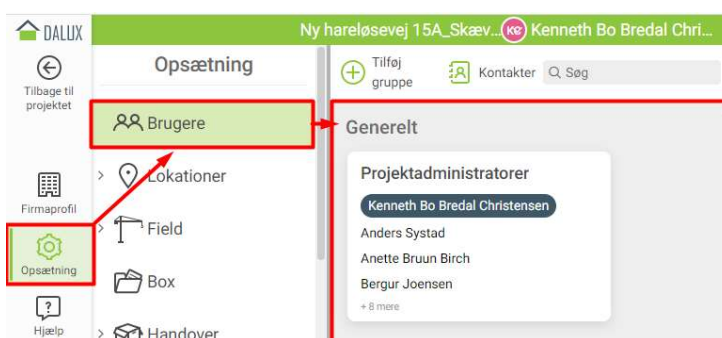 DALUX
Ny hareløsevej 15A_Skæv... KC Kenneth Bo Bredal Chri...
Tilbage til
projektet
Opsætning
Tilføj
gruppe
Kontakter
Søg
Brugere
Generelt
Lokationer
Projektadministratorer
Firmaprofil
Kenneth Bo Bredal Christensen
Field
Anders Systad
Opsætning
Anette Bruun Birch
Box
Bergur Joensen
+ 8 mere
Hjælp
Handover